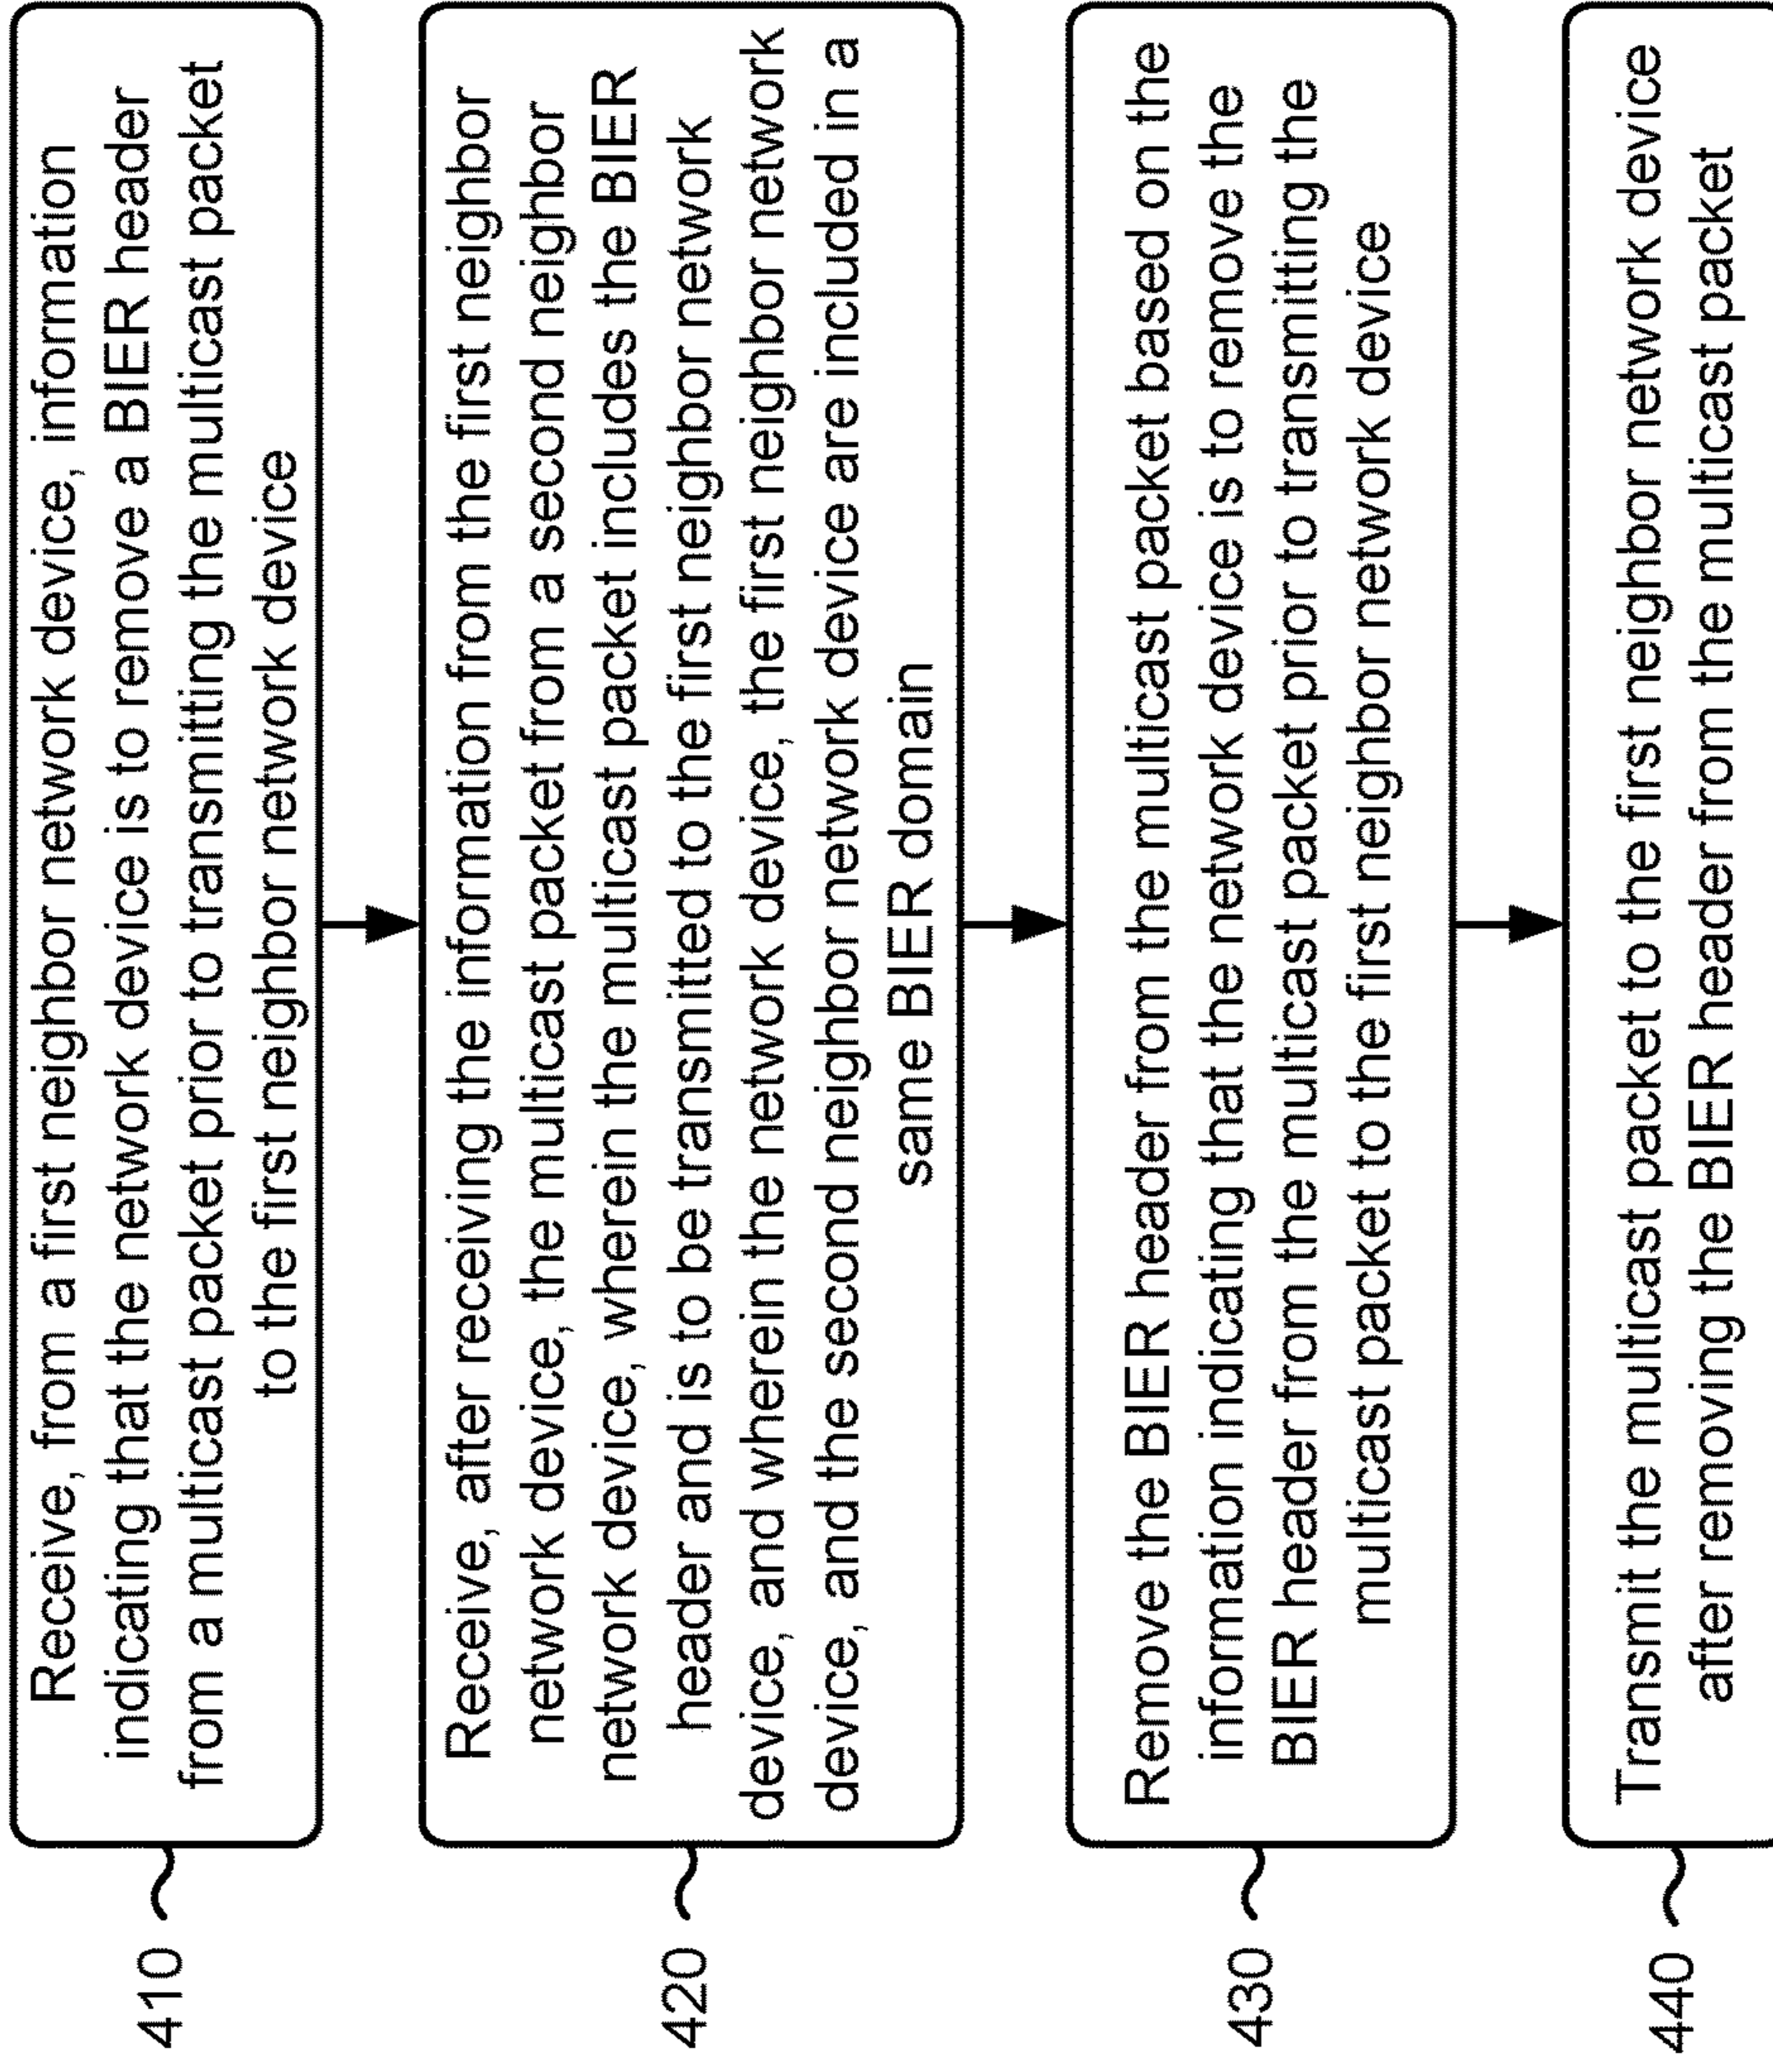 410
Receive, from a first neighbor network device, information
indicating that the network device is to remove a BIER header
from a multicast packet prior to transmitting the multicast packet
to the first neighbor network device
420
Receive, after receiving the information from the first neighbor
network device, the multicast packet from a second neighbor
network device, wherein the multicast packet includes the BIER
header and is to be transmitted to the first neighbor network
device, and wherein the network device, the first neighbor network
device, and the second neighbor network device are included in a
same BIER domain
430
Remove the BIER header from the multicast packet based on the
information indicating that the network device is to remove the
BIER header from the multicast packet prior to transmitting the
multicast packet to the first neighbor network device
440
Transmit the multicast packet to the first neighbor network device
after removing the BIER header from the multicast packet